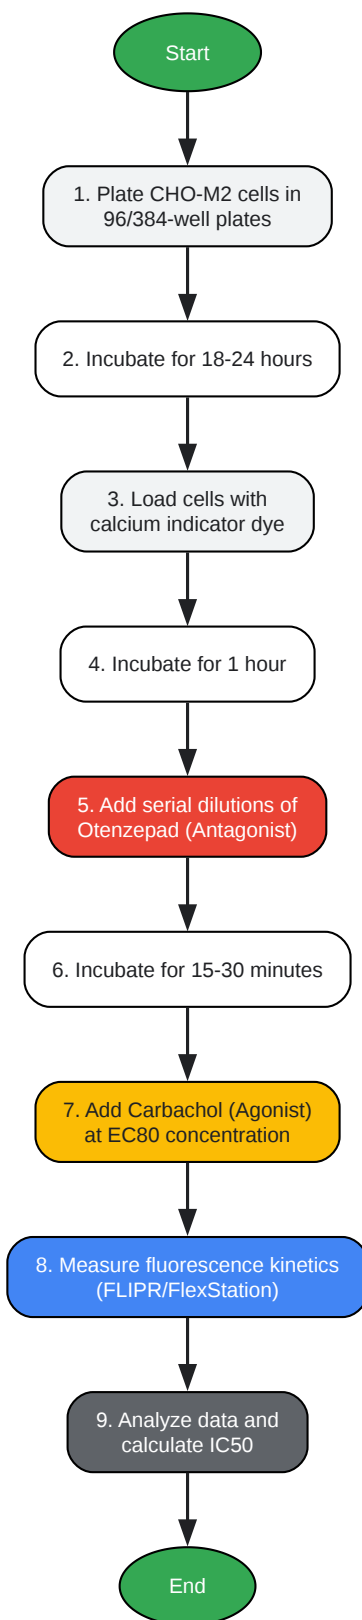 Start
1. Plate CHO-M2 cells in
96/384-well plates
2. Incubate for 18-24 hours
3. Load cells with
calcium indicator dye
4. Incubate for 1 hour
5. Add serial dilutions of
Otenzepad (Antagonist)
6. Incubate for 15-30 minutes
7. Add Carbachol (Agonist)
at EC80 concentration
8. Measure fluorescence kinetics
(FLIPR/FlexStation)
9. Analyze data and
calculate IC50
End